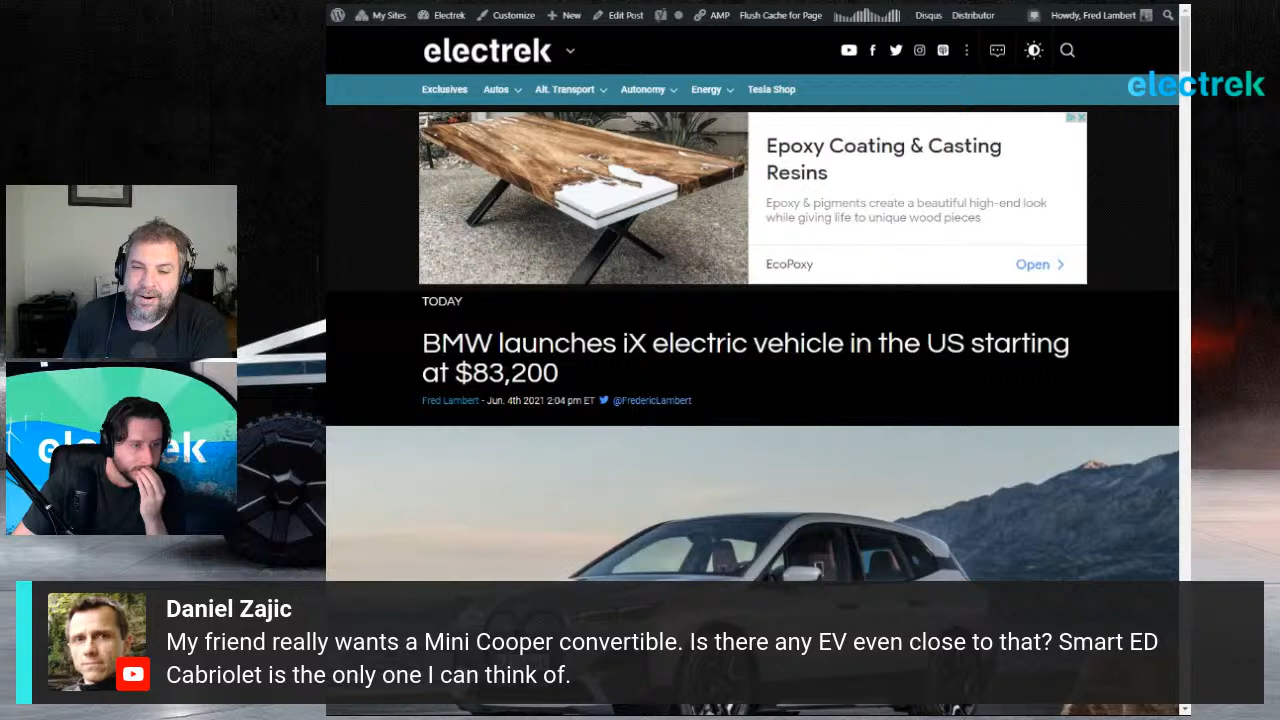 My Sites Electrek Customize New Edit Post AMP Flush Cache for Page Disqus Distributor Howdy, Fred Lambert
electrek
electrek
Exclusives Autos Alt. Transport Autonomy Energy Tesla Shop
Epoxy Coating & Casting
Resins
Epoxy & pigments create a beautiful high-end look
while giving life to unique wood pieces
EcoPoxy Open
TODAY
BMW launches iX electric vehicle in the US starting
at $83,200
Fred Lambert - Jun. 4th 2021 2:04 pm ET @FredericLambert
ele ek
Daniel Zajic
My friend really wants a Mini Cooper convertible. Is there any EV even close to that? Smart ED
Cabriolet is the only one I can think of.